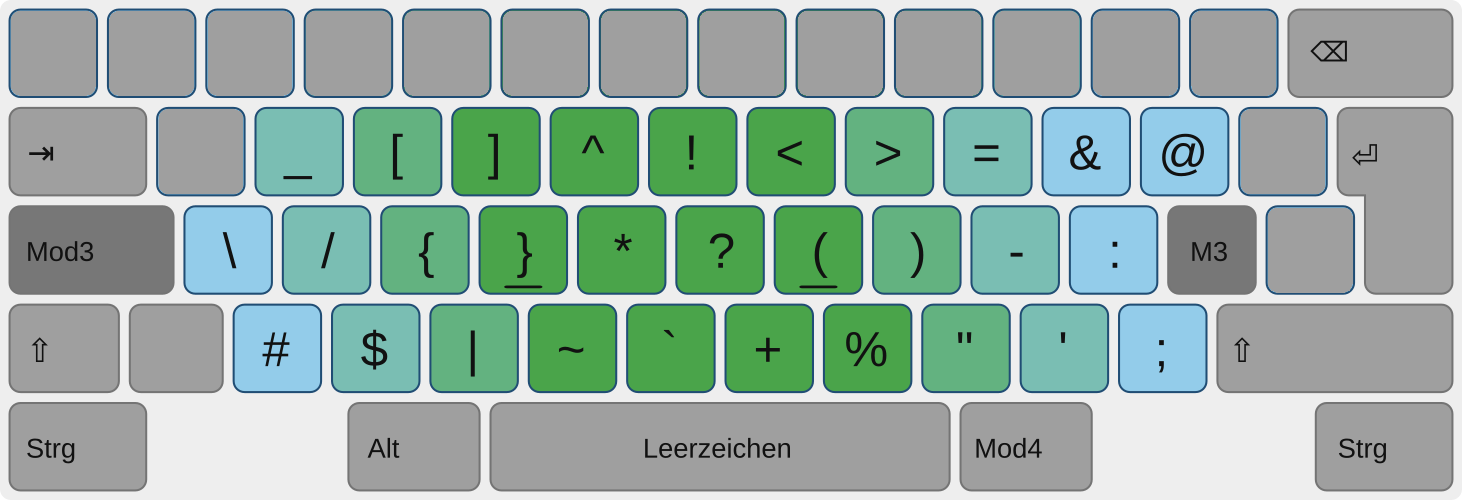 ⌫
⇥ _ [ ] ^ ! < > = & @ ⏎
Mod3 \ / { } * ? ( ) - : M3
⇧ # $ | ~ ` + % " ' ; ⇧
Strg Alt Leerzeichen Mod4 Strg